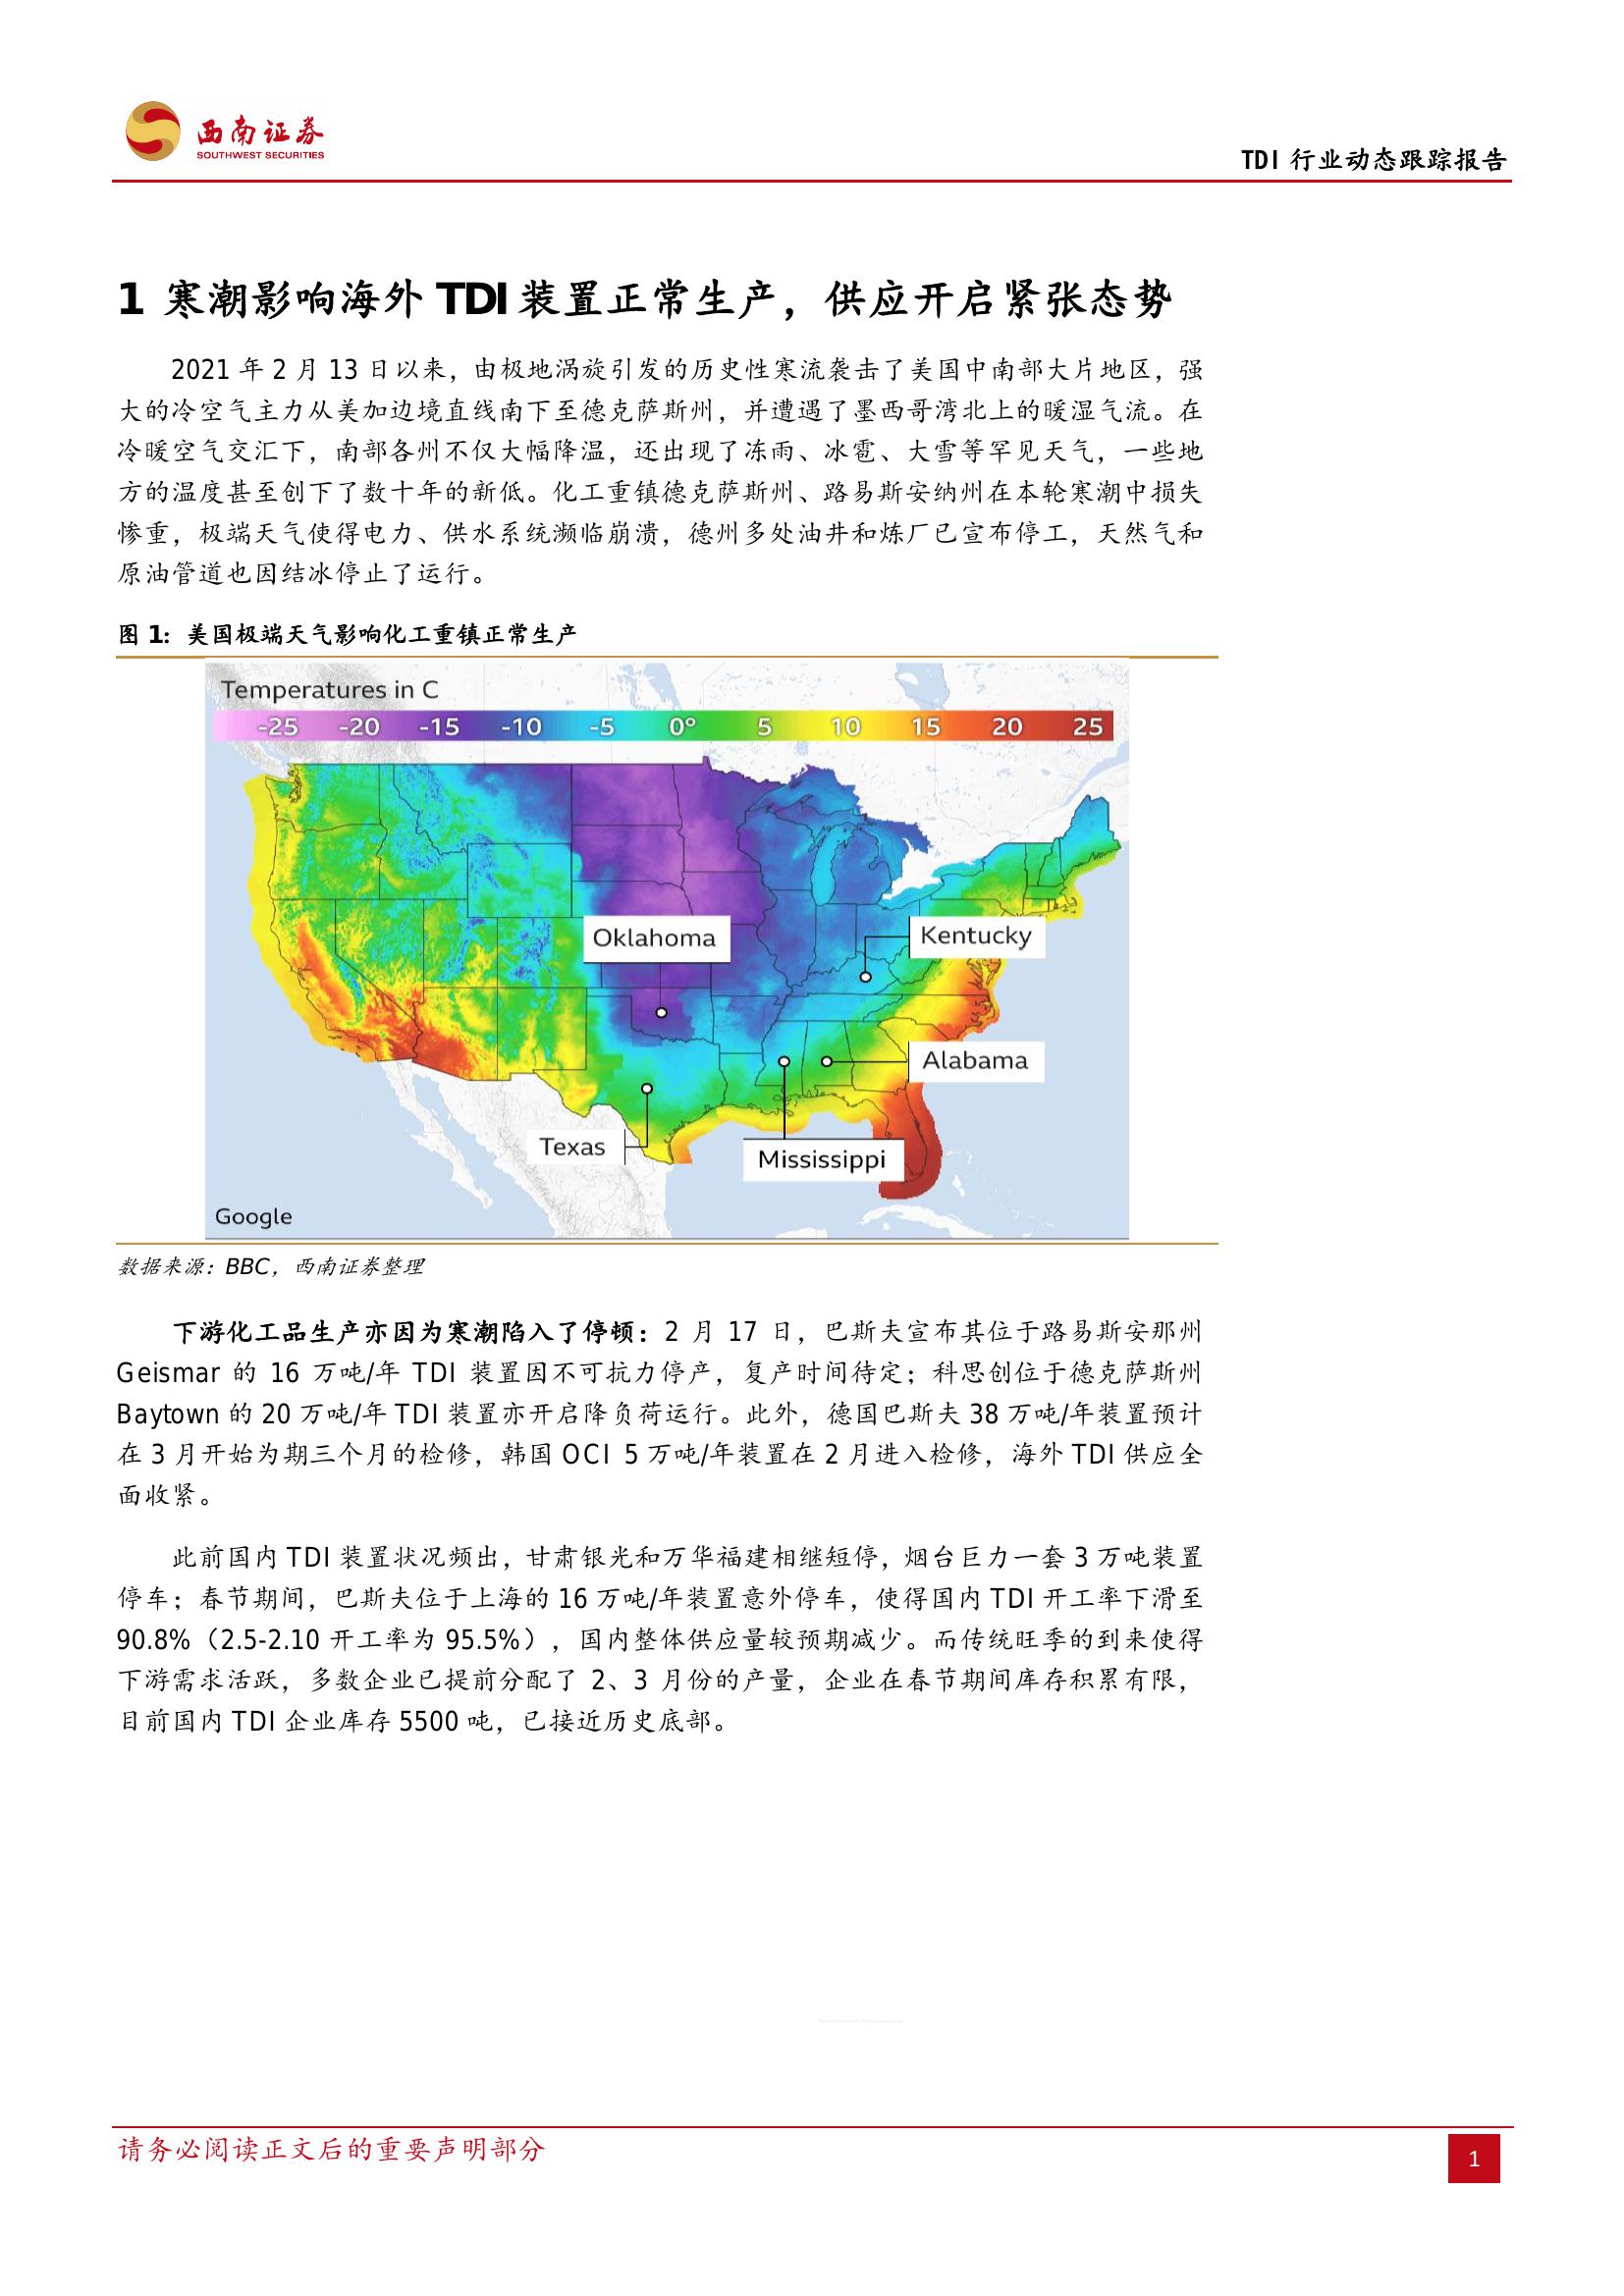 西南证券
SOUTHWEST SECURITIES
TDI 行业动态跟踪报告
1 寒潮影响海外 TDI 装置正常生产，供应开启紧张态势
2021 年 2 月 13 日以来，由极地涡旋引发的历史性寒流袭击了美国中南部大片地区，强
大的冷空气主力从美加边境直线南下至德克萨斯州，并遭遇了墨西哥湾北上的暖湿气流。在
冷暖空气交汇下，南部各州不仅大幅降温，还出现了冻雨、冰雹、大雪等罕见天气，一些地
方的温度甚至创下了数十年的新低。化工重镇德克萨斯州、路易斯安纳州在本轮寒潮中损失
惨重，极端天气使得电力、供水系统濒临崩溃，德州多处油井和炼厂已宣布停工，天然气和
原油管道也因结冰停止了运行。
图 1：美国极端天气影响化工重镇正常生产
Temperatures in C
-25 -20 -15 -10 -5 0° 5 10 15 20 25
Oklahoma
Kentucky
Alabama
Texas
Mississippi
Google
数据来源：BBC，西南证券整理
下游化工品生产亦因为寒潮陷入了停顿：2 月 17 日，巴斯夫宣布其位于路易斯安那州
Geismar 的 16 万吨/年 TDI 装置因不可抗力停产，复产时间待定；科思创位于德克萨斯州
Baytown 的 20 万吨/年 TDI 装置亦开启降负荷运行。此外，德国巴斯夫 38 万吨/年装置预计
在 3 月开始为期三个月的检修，韩国 OCI 5 万吨/年装置在 2 月进入检修，海外 TDI 供应全
面收紧。
此前国内 TDI 装置状况频出，甘肃银光和万华福建相继短停，烟台巨力一套 3 万吨装置
停车；春节期间，巴斯夫位于上海的 16 万吨/年装置意外停车，使得国内 TDI 开工率下滑至
90.8%（2.5-2.10 开工率为 95.5%），国内整体供应量较预期减少。而传统旺季的到来使得
下游需求活跃，多数企业已提前分配了 2、3 月份的产量，企业在春节期间库存积累有限，
目前国内 TDI 企业库存 5500 吨，已接近历史底部。
请务必阅读正文后的重要声明部分
1